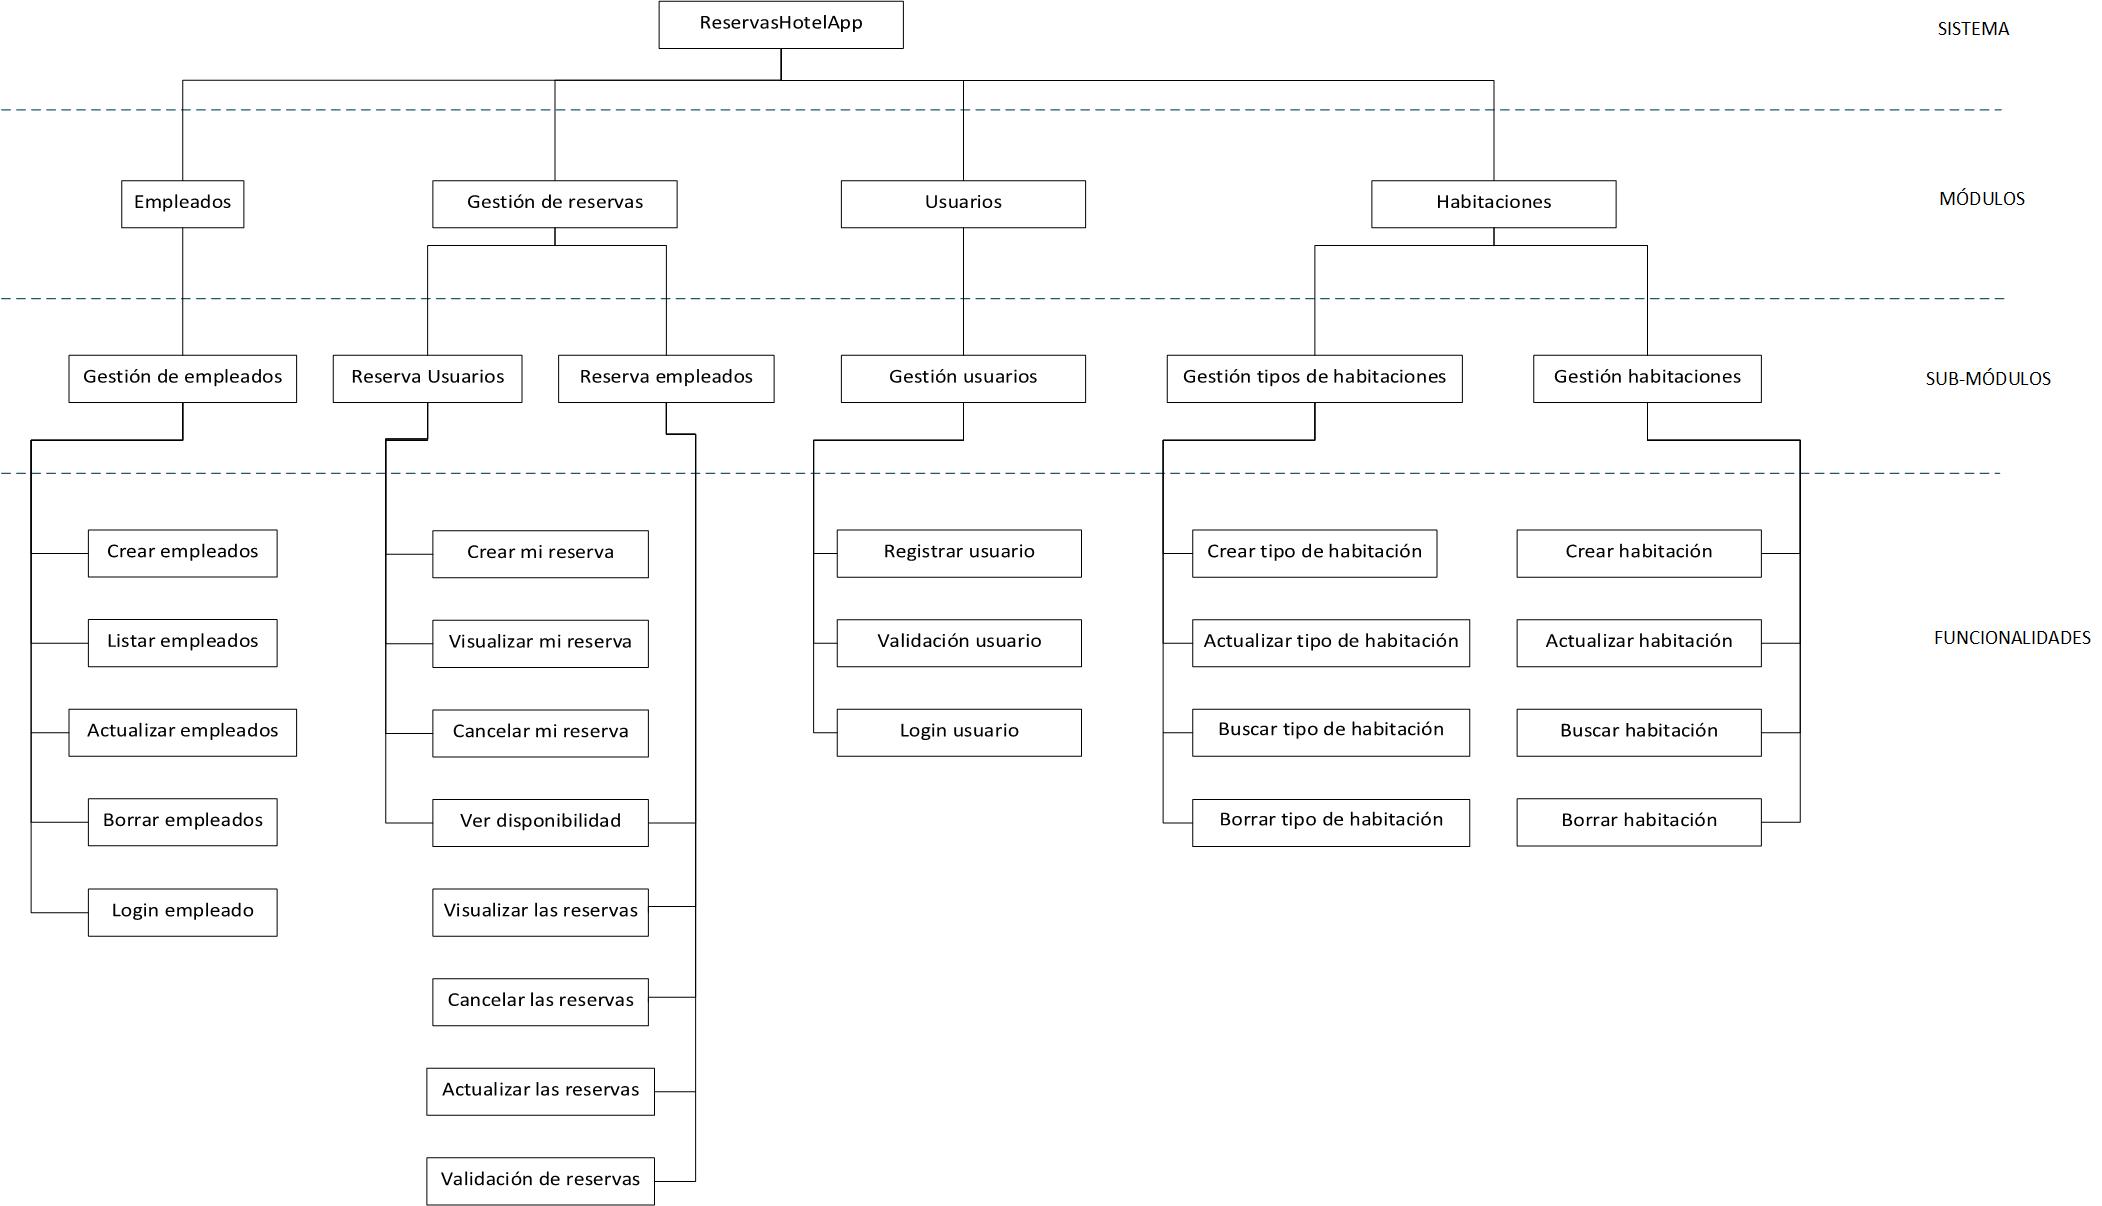 ReservasHotelApp
SISTEMA
Empleados
Gestión de reservas
Usuarios
Habitaciones
MÓDULOS
Gestión de empleados
Reserva Usuarios
Reserva empleados
Gestión usuarios
Gestión tipos de habitaciones
Gestión habitaciones
SUB-MÓDULOS
Crear empleados
Crear mi reserva
Registrar usuario
Crear tipo de habitación
Crear habitación
Listar empleados
Visualizar mi reserva
Validación usuario
Actualizar tipo de habitación
Actualizar habitación
FUNCIONALIDADES
Actualizar empleados
Cancelar mi reserva
Login usuario
Buscar tipo de habitación
Buscar habitación
Borrar empleados
Ver disponibilidad
Borrar tipo de habitación
Borrar habitación
Login empleado
Visualizar las reservas
Cancelar las reservas
Actualizar las reservas
Validación de reservas